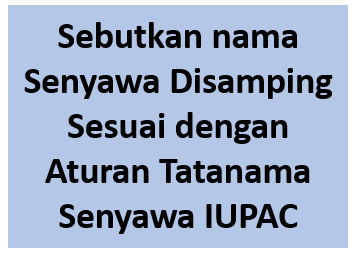 Sebutkan nama
Senyawa Disamping
Sesuai dengan
Aturan Tatanama
Senyawa IUPAC